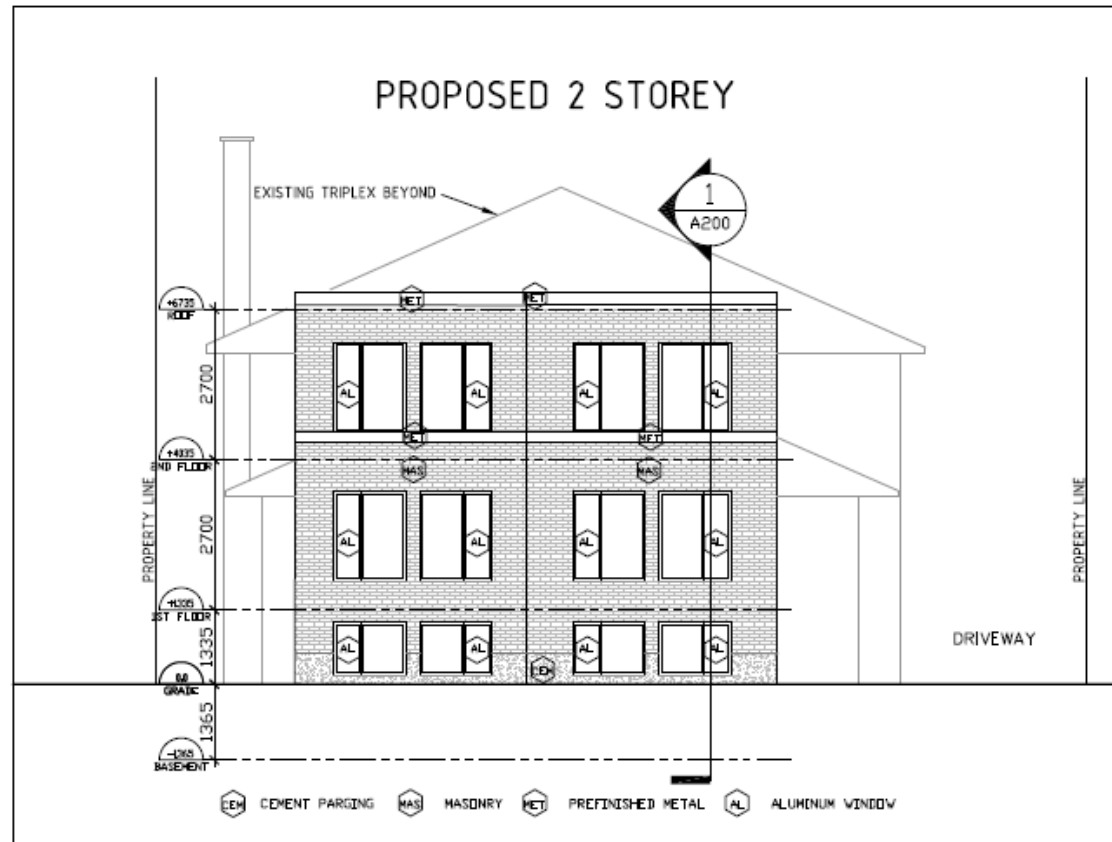 PROPOSED 2 STOREY
EXISTING TRIPLEX BEYOND
1
A200
MET
MET
+6735
ROOF
2700
AL
AL
AL
AL
MET
MET
+4035
2ND FLOOR
MAS
MAS
PROPERTY LINE
PROPERTY LINE
2700
AL
AL
AL
AL
+1335
1ST FLOOR
1335
AL
AL
AL
AL
DRIVEWAY
CEM
0.0
GRADE
1365
-1365
BASEMENT
CEM CEMENT PARGING MAS MASONRY MET PREFINISHED METAL AL ALUMINUM WINDOW